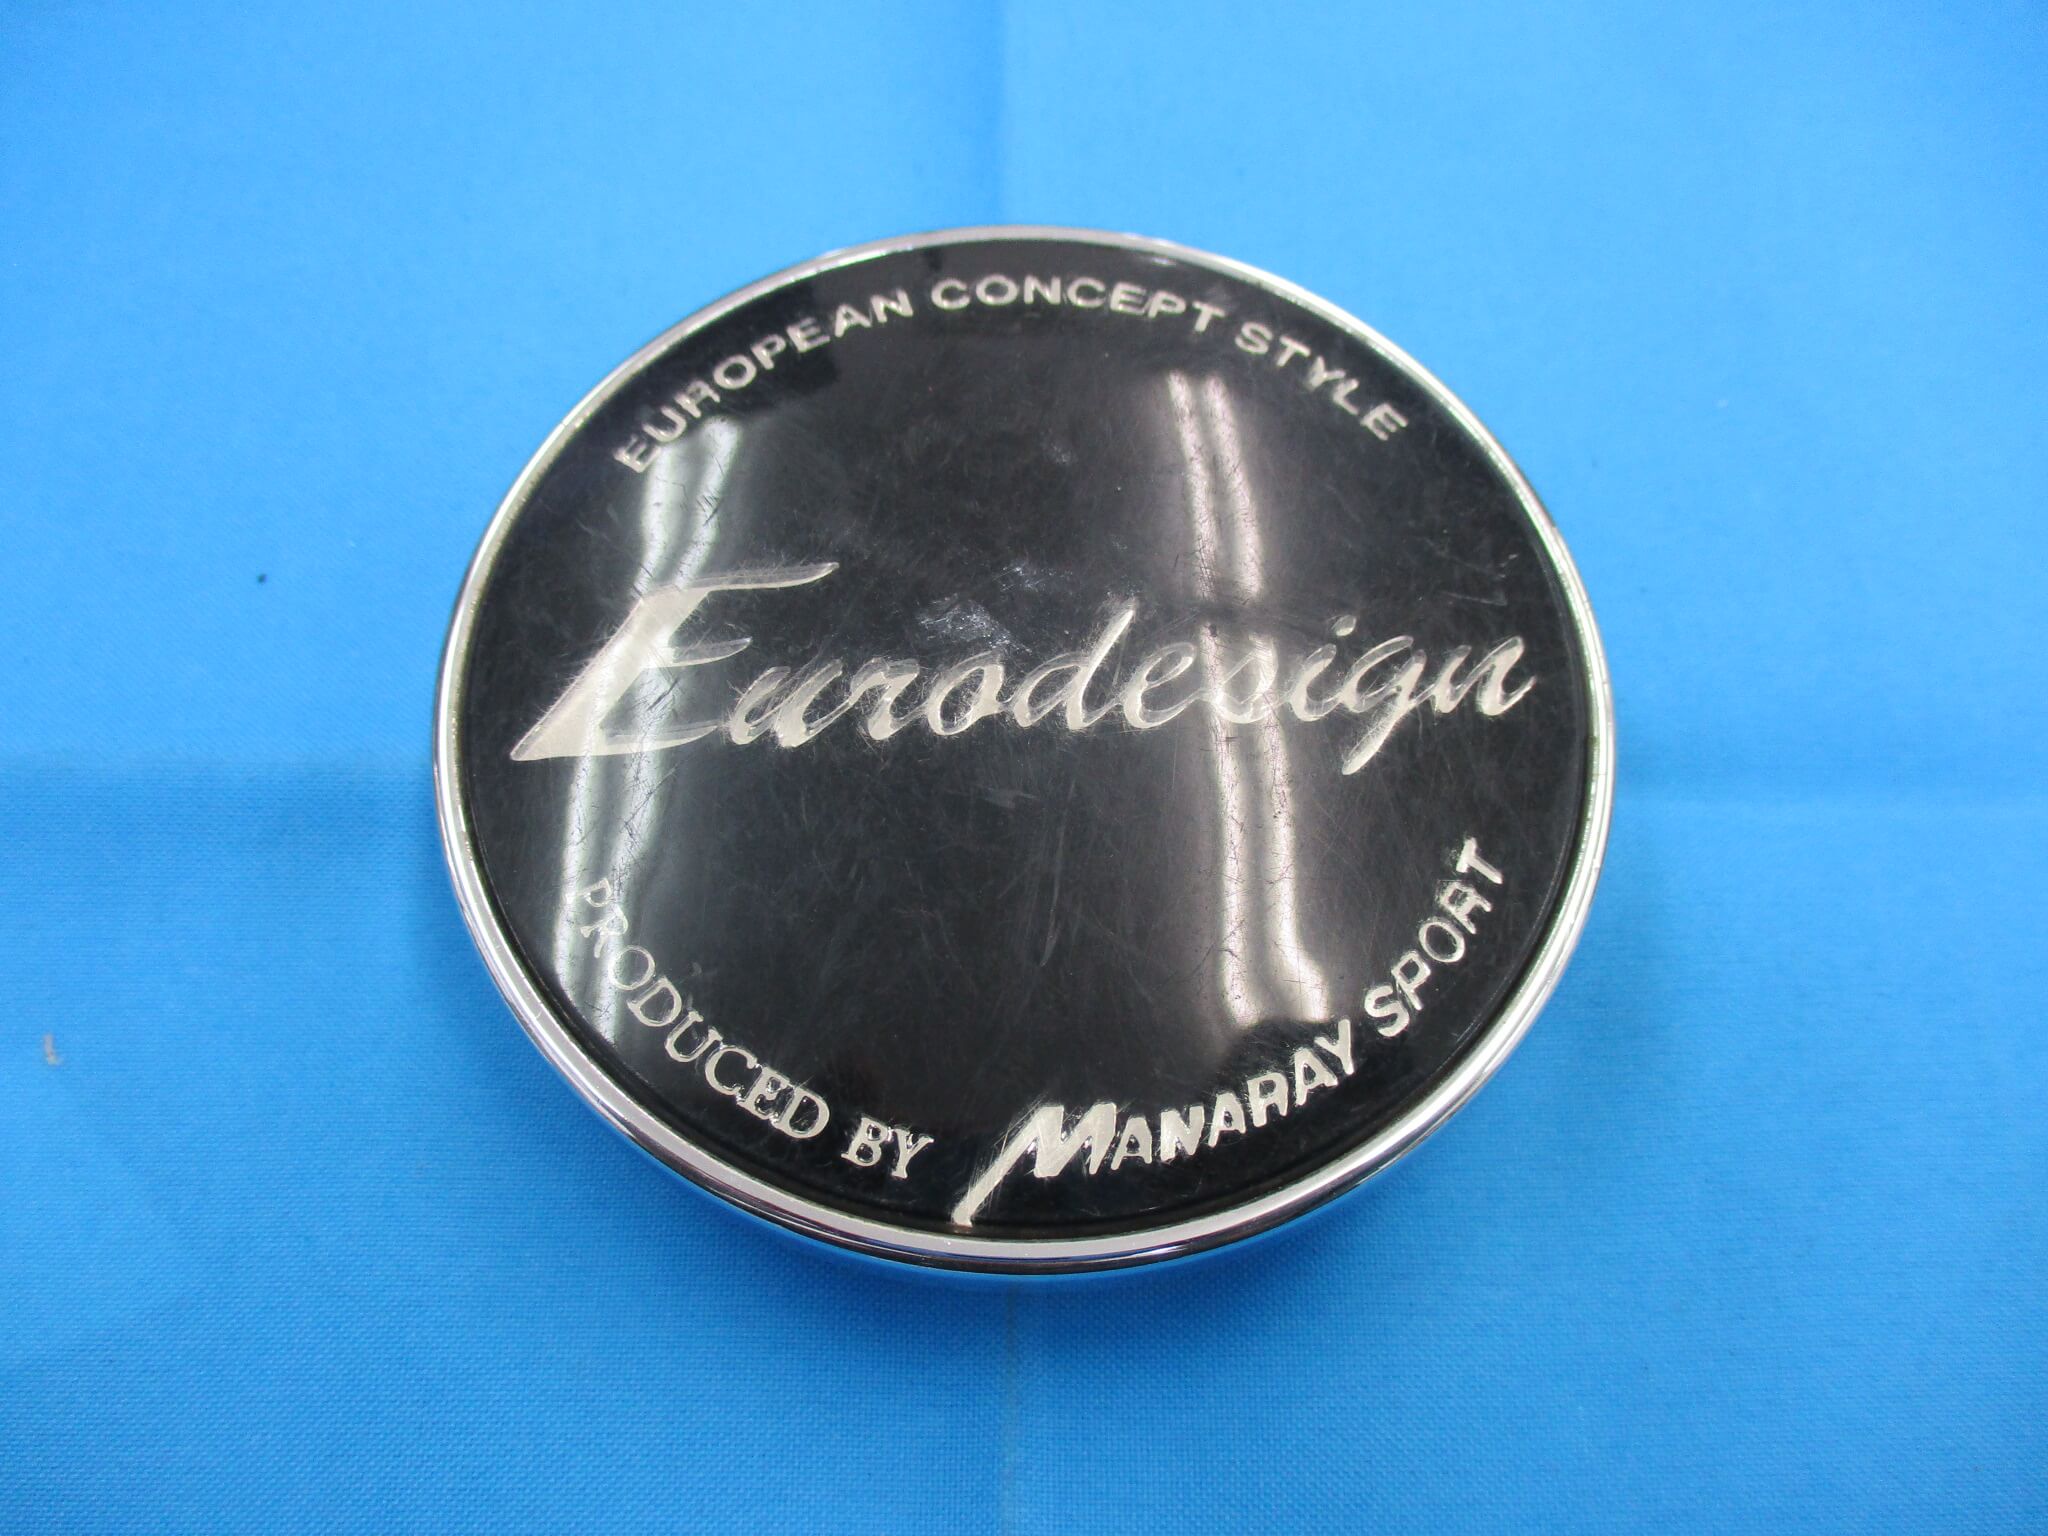 EUROPEAN CONCEPT STYLE
Eurodesign
PRODUCED BY MANARAY SPORT